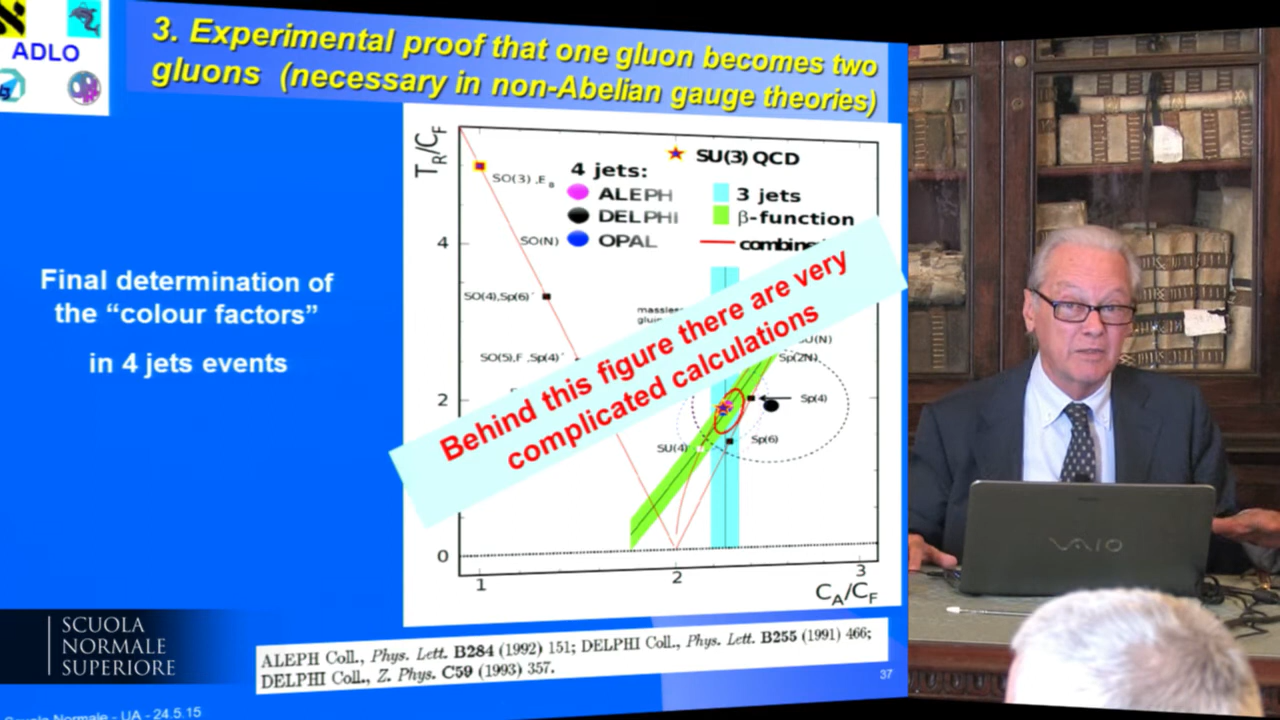 ADLO
3. Experimental proof that one gluon becomes two
gluons (necessary in non-Abelian gauge theories)
Final determination of
the “colour factors”
in 4 jets events
T_R/C_F
SU(3) QCD
4 jets:
ALEPH
DELPHI
OPAL
3 jets
β-function
SO(3) ,E₈
SO(N)
4
SO(4),Sp(6)
SO(5),F ,Sp(4)
Behind this figure there are very
complicated calculations
Sp(2N)
2
Sp(4)
Sp(6)
SU(4)
0
1
2
3
C_A/C_F
SCUOLA
NORMALE
SUPERIORE
ALEPH Coll., Phys. Lett. B284 (1992) 151; DELPHI Coll., Phys. Lett. B255 (1991) 466;
DELPHI Coll., Z. Phys. C59 (1993) 357.
37
Normale - UA - 24.5.15
VAIO